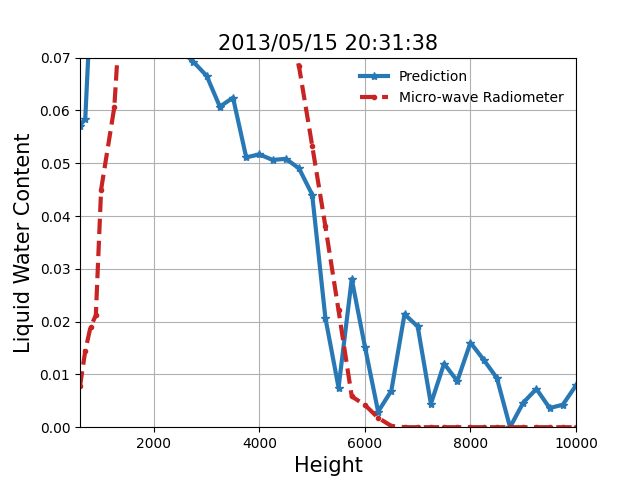 2013/05/15 20:31:38
Prediction
Micro-wave Radiometer
Liquid Water Content
0.07
0.06
0.05
0.04
0.03
0.02
0.01
0.00
2000 4000 6000 8000 10000
Height